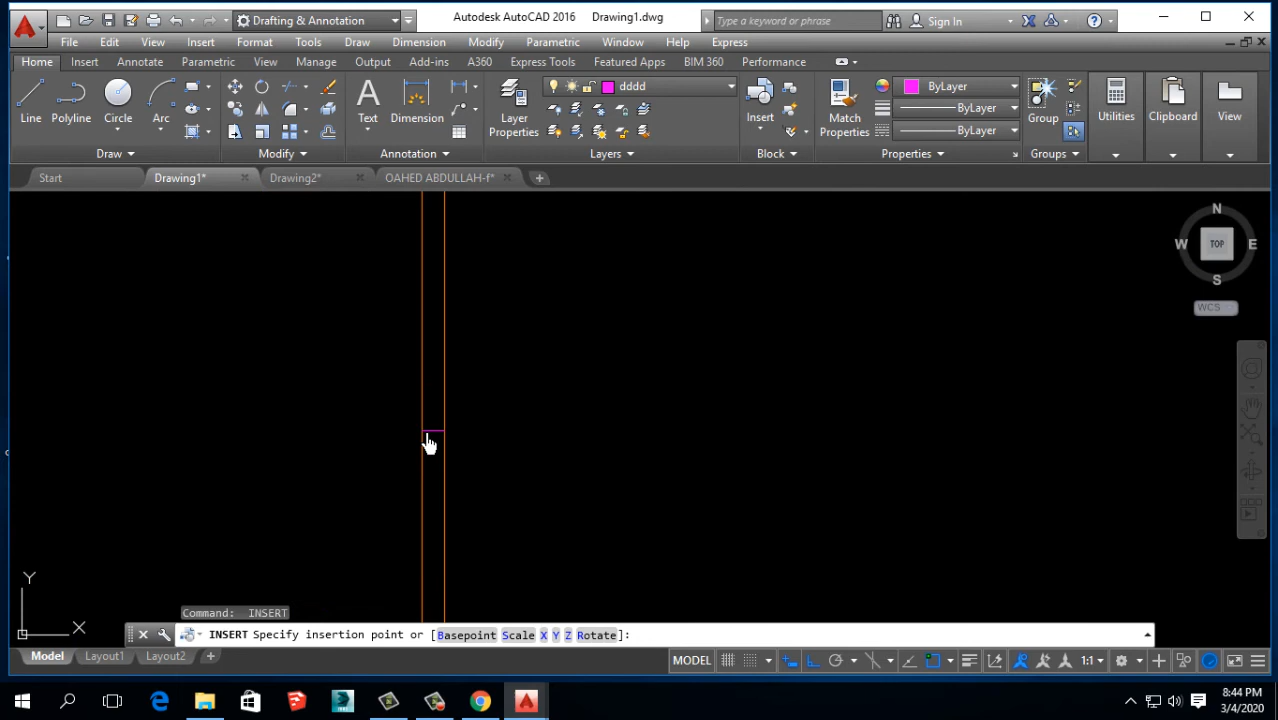 Drafting & Annotation
Autodesk AutoCAD 2016 Drawing1.dwg
Type a keyword or phrase
Sign In
File Edit View Insert Format Tools Draw Dimension Modify Parametric Window Help Express
Home Insert Annotate Parametric View Manage Output Add-ins A360 Express Tools Featured Apps BIM 360 Performance
dddd
ByLayer
ByLayer
ByLayer
Line Polyline Circle Arc
A
Text Dimension
Layer
Properties
Insert
Match
Properties
Group Utilities Clipboard View
Draw Modify Annotation Layers Block Properties Groups
Start Drawing1* Drawing2* OAHED ABDULLAH-f*
N
W TOP E
S
WCS
Y
X
Command: INSERT
INSERT Specify insertion point or [Basepoint Scale X Y Z Rotate]:
Model Layout1 Layout2
MODEL 1:1
8:44 PM
3/4/2020